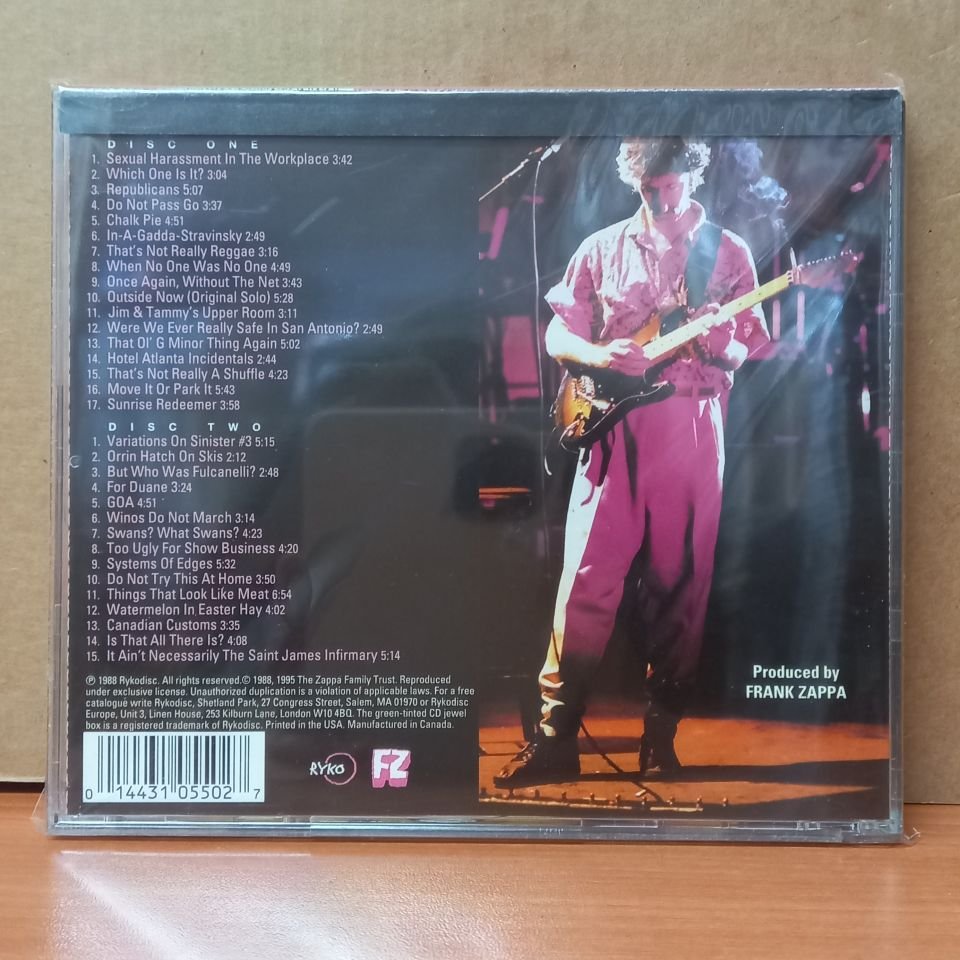 DISC ONE
1. Sexual Harassment In The Workplace 3:42
2. Which One Is It? 3:04
3. Republicans 5:07
4. Do Not Pass Go 3:37
5. Chalk Pie 4:51
6. In-A-Gadda-Stravinsky 2:49
7. That's Not Really Reggae 3:16
8. When No One Was No One 4:49
9. Once Again, Without The Net 3:43
10. Outside Now (Original Solo) 5:28
11. Jim & Tammy's Upper Room 3:11
12. Were We Ever Really Safe In San Antonio? 2:49
13. That Ol' G Minor Thing Again 5:02
14. Hotel Atlanta Incidentals 2:44
15. That's Not Really A Shuffle 4:23
16. Move It Or Park It 5:43
17. Sunrise Redeemer 3:58
DISC TWO
1. Variations On Sinister #3 5:15
2. Orrin Hatch On Skis 2:12
3. But Who Was Fulcanelli? 2:48
4. For Duane 3:24
5. GOA 4:51
6. Winos Do Not March 3:14
7. Swans? What Swans? 4:23
8. Too Ugly For Show Business 4:20
9. Systems Of Edges 5:32
10. Do Not Try This At Home 3:50
11. Things That Look Like Meat 6:54
12. Watermelon In Easter Hay 4:02
13. Canadian Customs 3:35
14. Is That All There Is? 4:08
15. It Ain't Necessarily The Saint James Infirmary 5:14
℗ 1988 Rykodisc. All rights reserved.© 1988, 1995 The Zappa Family Trust. Reproduced
under exclusive license. Unauthorized duplication is a violation of applicable laws. For a free
catalogue write Rykodisc, Shetland Park, 27 Congress Street, Salem, MA 01970 or Rykodisc
Europe, Unit 3, Linen House, 253 Kilburn Lane, London W10 4BQ. The green-tinted CD jewel
box is a registered trademark of Rykodisc. Printed in the USA. Manufactured in Canada.
0 14431 05502 7
RYKO
FZ
Produced by
FRANK ZAPPA